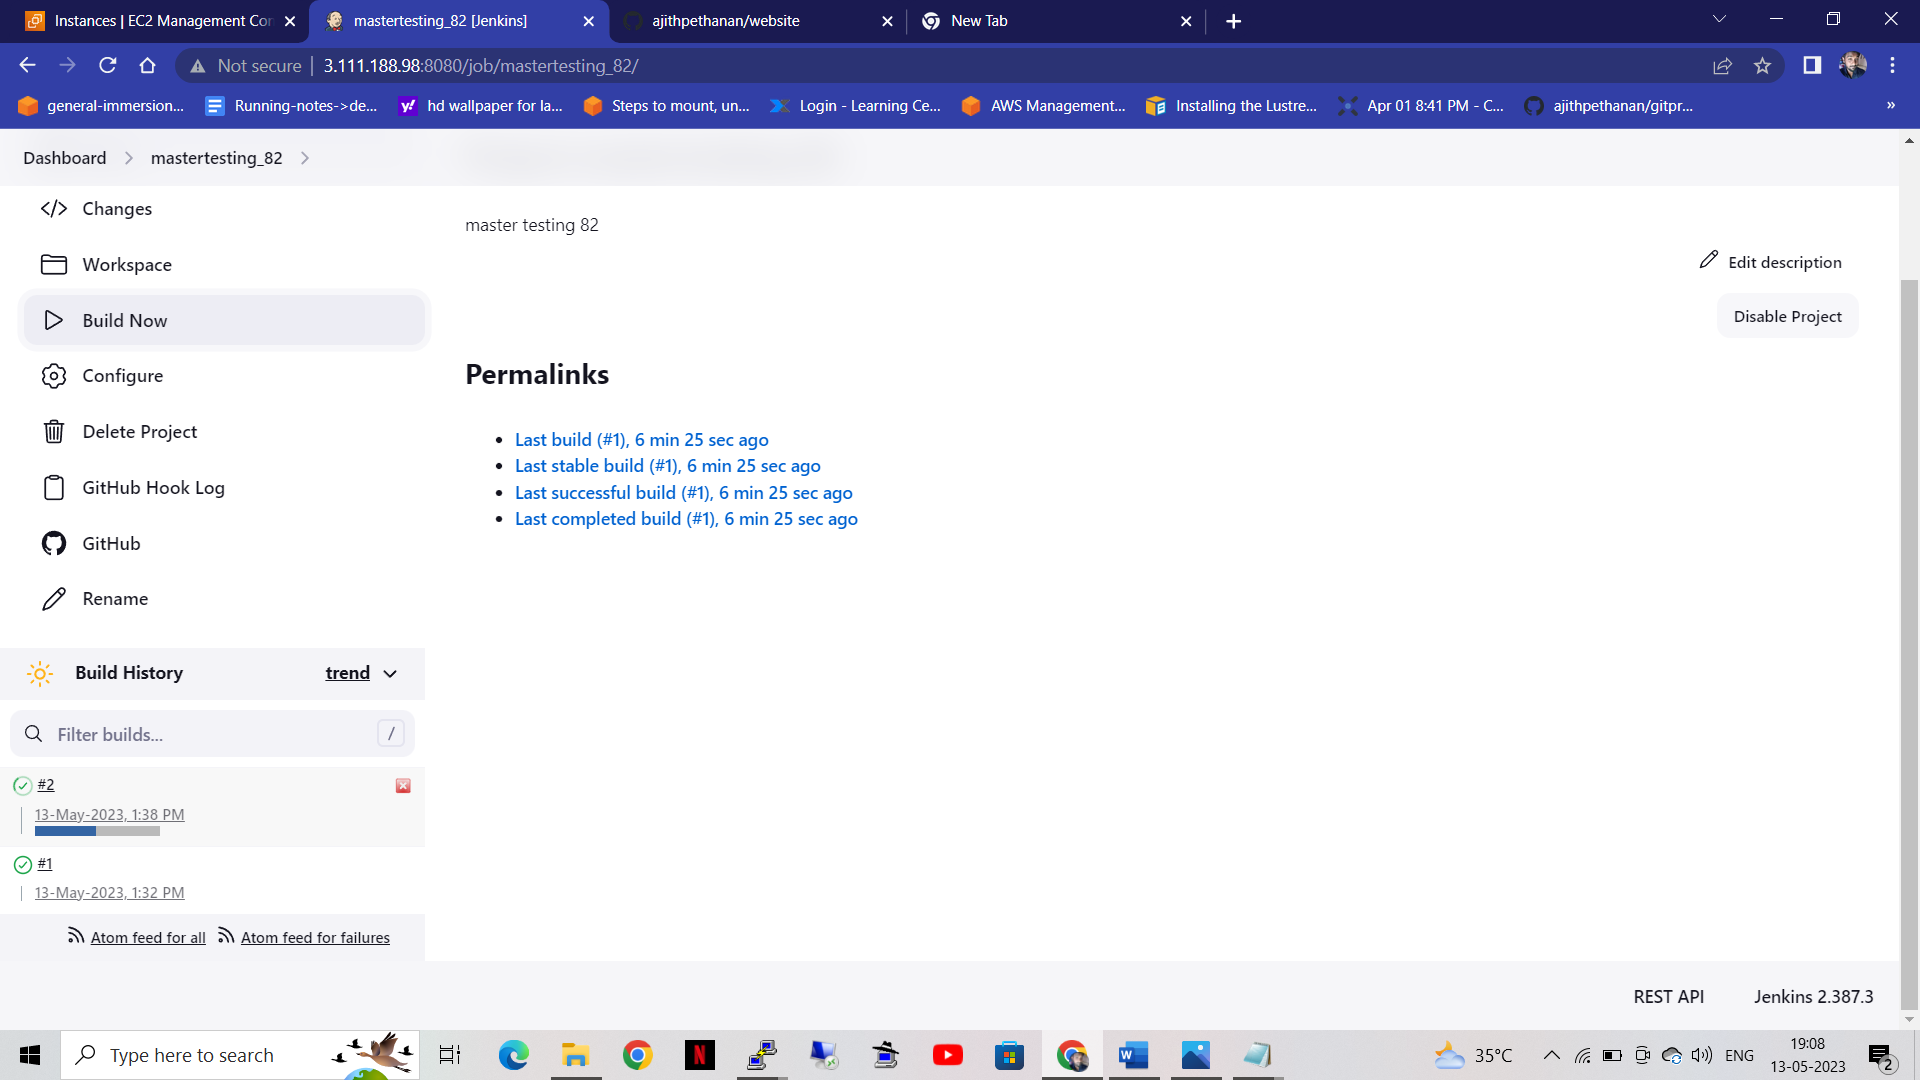 Instances | EC2 Management Con
mastertesting_82 [Jenkins]
ajithpethanan/website
New Tab
Not secure
3.111.188.98:8080/job/mastertesting_82/
general-immersion...
Running-notes->de...
hd wallpaper for la...
Steps to mount, un...
Login - Learning Ce...
AWS Management...
Installing the Lustre...
Apr 01 8:41 PM - C...
ajithpethanan/gitpr...
»
Dashboard
mastertesting_82
Changes
Workspace
Build Now
Configure
Delete Project
GitHub Hook Log
GitHub
Rename
master testing 82
Edit description
Disable Project
Permalinks
Last build (#1), 6 min 25 sec ago
Last stable build (#1), 6 min 25 sec ago
Last successful build (#1), 6 min 25 sec ago
Last completed build (#1), 6 min 25 sec ago
Build History
trend
Filter builds...
/
#2
13-May-2023, 1:38 PM
#1
13-May-2023, 1:32 PM
Atom feed for all
Atom feed for failures
REST API
Jenkins 2.387.3
Type here to search
35°C
ENG
19:08
13-05-2023
2